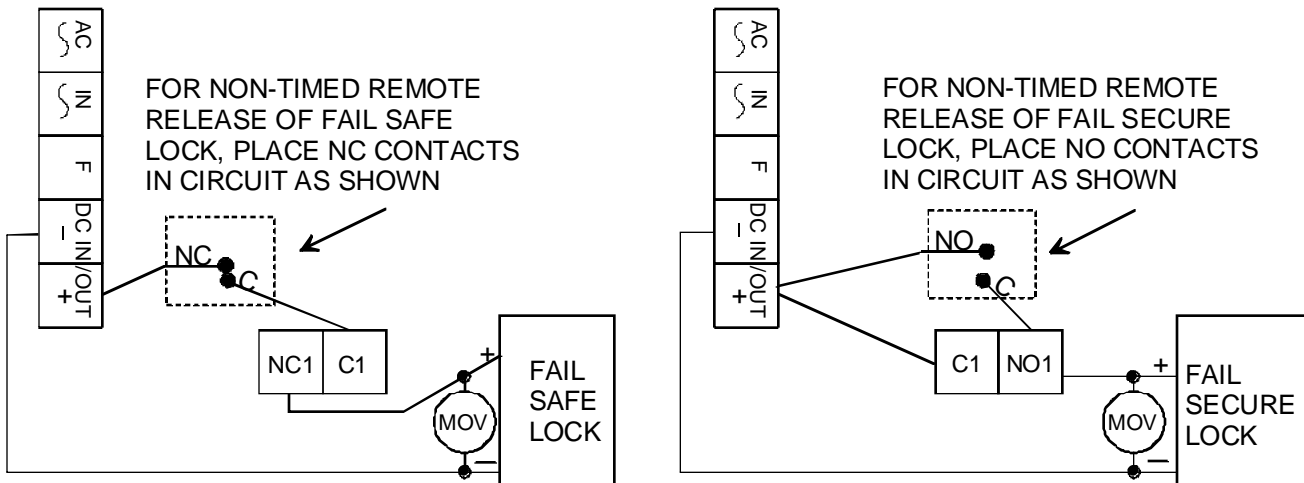 AC
IN
F
DC IN/OUT
−
+
FOR NON-TIMED REMOTE
RELEASE OF FAIL SAFE
LOCK, PLACE NC CONTACTS
IN CIRCUIT AS SHOWN
NC
C
NC1 C1
+
MOV
−
FAIL
SAFE
LOCK
AC
IN
F
DC IN/OUT
−
+
FOR NON-TIMED REMOTE
RELEASE OF FAIL SECURE
LOCK, PLACE NO CONTACTS
IN CIRCUIT AS SHOWN
NO
C
C1 NO1
+
MOV
−
FAIL
SECURE
LOCK